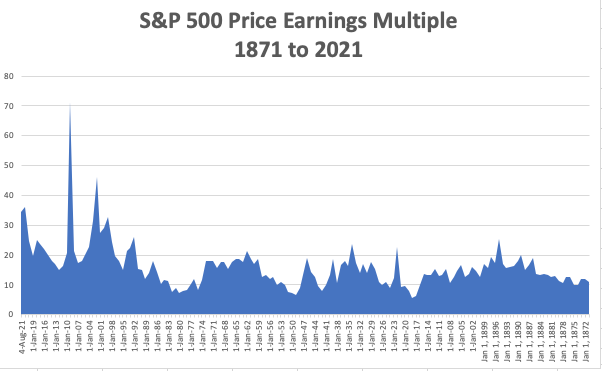 S&P 500 Price Earnings Multiple
1871 to 2021
80
70
60
50
40
30
20
10
0
4-Aug-21
1-Jan-19
1-Jan-16
1-Jan-13
1-Jan-10
1-Jan-07
1-Jan-04
1-Jan-01
1-Jan-98
1-Jan-95
1-Jan-92
1-Jan-89
1-Jan-86
1-Jan-83
1-Jan-80
1-Jan-77
1-Jan-74
1-Jan-71
1-Jan-68
1-Jan-65
1-Jan-62
1-Jan-59
1-Jan-56
1-Jan-53
1-Jan-50
1-Jan-47
1-Jan-44
1-Jan-41
1-Jan-38
1-Jan-35
1-Jan-32
1-Jan-29
1-Jan-26
1-Jan-23
1-Jan-20
1-Jan-17
1-Jan-14
1-Jan-11
1-Jan-08
1-Jan-05
1-Jan-02
Jan 1, 1899
Jan 1, 1896
Jan 1, 1893
Jan 1, 1890
Jan 1, 1887
Jan 1, 1884
Jan 1, 1881
Jan 1, 1878
Jan 1, 1875
Jan 1, 1872